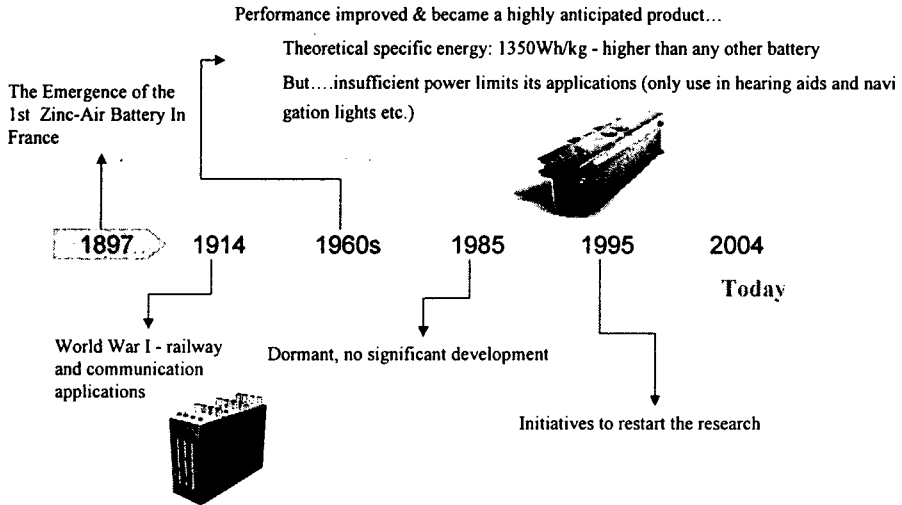 Performance improved & became a highly anticipated product…
Theoretical specific energy: 1350Wh/kg - higher than any other battery
But….insufficient power limits its applications (only use in hearing aids and navi
gation lights etc.)
The Emergence of the
1st Zinc-Air Battery In
France
1897 1914 1960s 1985 1995 2004
Today
World War I - railway
and communication
applications
Dormant, no significant development
Initiatives to restart the research